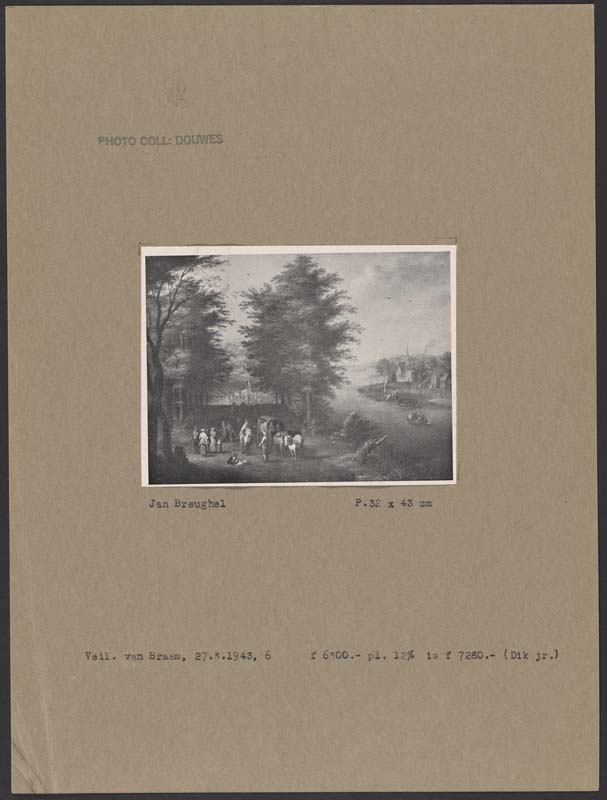 PHOTO COLL: DOUWES
Jan Breughel P.32 x 43 cm
Veil. van Braam, 27.5.1943, 6 f 6500.- pl. 12% is f 7280.- (Dik jr.)